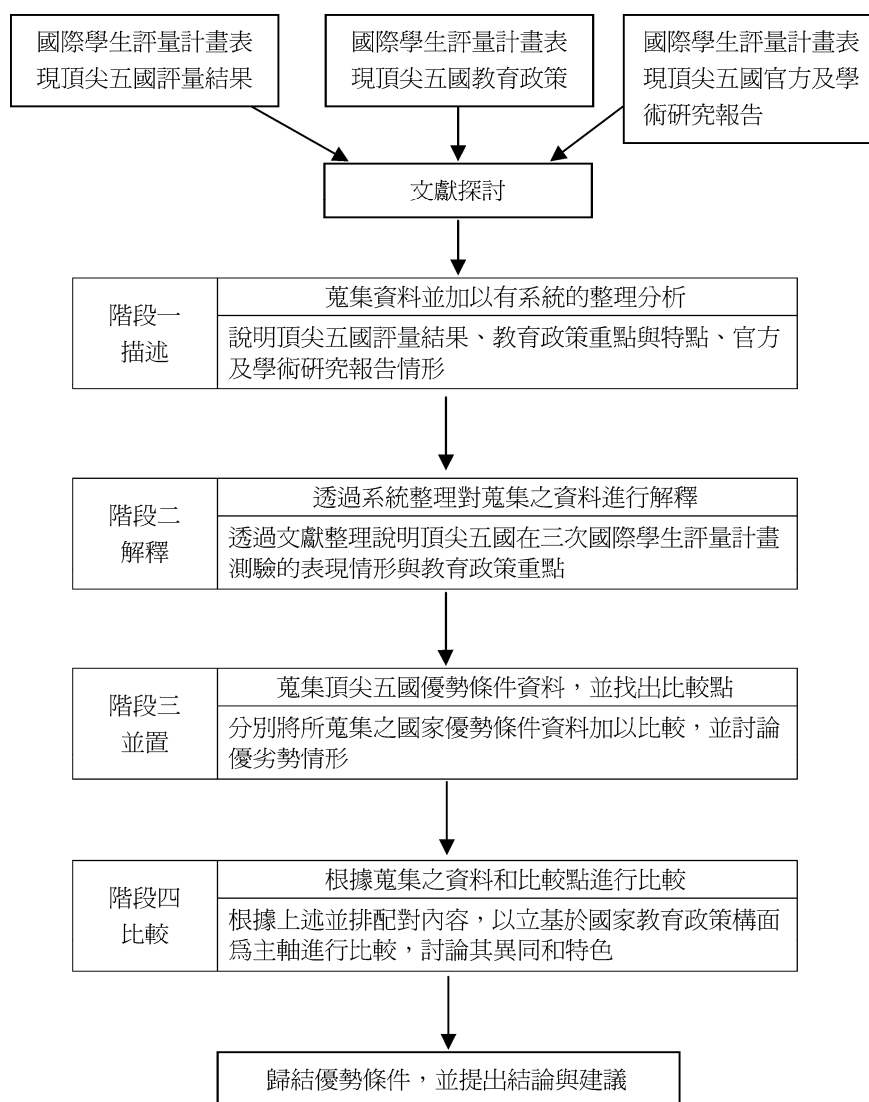 國際學生評量計畫表
現頂尖五國評量結果
國際學生評量計畫表
現頂尖五國教育政策
國際學生評量計畫表
現頂尖五國官方及學
術研究報告
文獻探討
階段一
描述
蒐集資料並加以有系統的整理分析
說明頂尖五國評量結果、教育政策重點與特點、官方
及學術研究報告情形
階段二
解釋
透過系統整理對蒐集之資料進行解釋
透過文獻整理說明頂尖五國在三次國際學生評量計畫
測驗的表現情形與教育政策重點
階段三
並置
蒐集頂尖五國優勢條件資料，並找出比較點
分別將所蒐集之國家優勢條件資料加以比較，並討論
優劣勢情形
階段四
比較
根據蒐集之資料和比較點進行比較
根據上述並排配對內容，以立基於國家教育政策構面
為主軸進行比較，討論其異同和特色
歸結優勢條件，並提出結論與建議